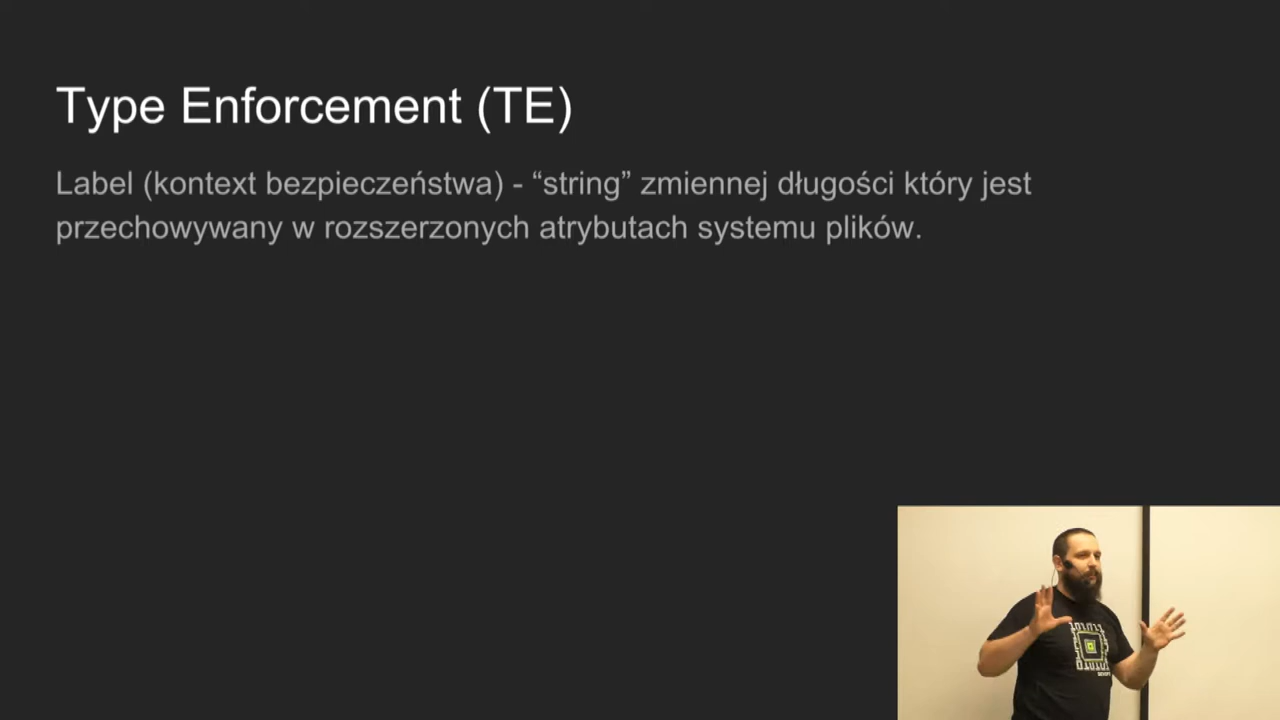 Type Enforcement (TE)
Label (kontext bezpieczeństwa) - “string” zmiennej długości który jest
przechowywany w rozszerzonych atrybutach systemu plików.